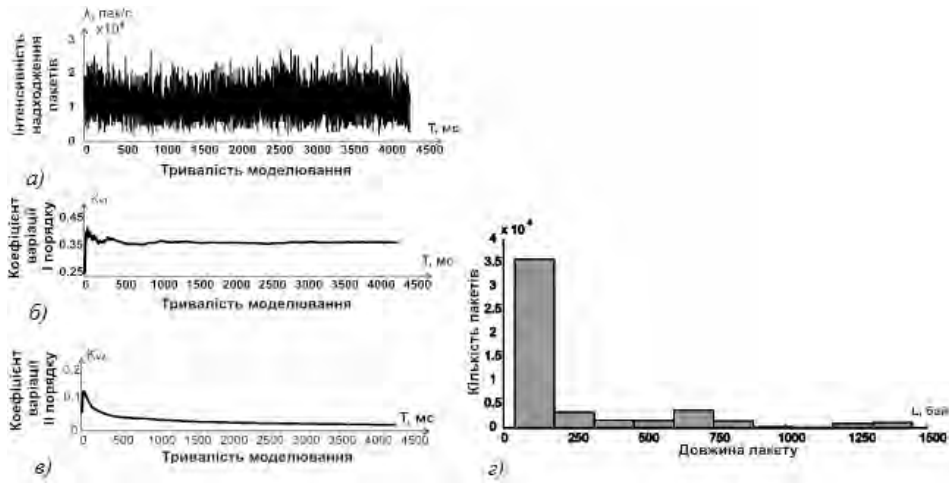 λ, пак/с
×10⁴
Інтенсивність
надходження
пакетів
3
2
1
0
0 500 1000 1500 2000 2500 3000 3500 4000 4500
T, мс
Тривалість моделювання
а)
Коефіцієнт
варіації
I порядку
0.45
0.35
0.25
0 500 1000 1500 2000 2500 3000 3500 4000 4500
T, мс
Тривалість моделювання
б)
Коефіцієнт
варіації
II порядку
0.2
0.1
0
500 1000 1500 2000 2500 3000 3500 4000 4500
T, мс
Тривалість моделювання
в)
× 10⁴
Кількість пакетів
4
3.5
3
2.5
2
1.5
1
0.5
0
0 250 500 750 1000 1250 1500
L, бай
Довжина пакету
г)